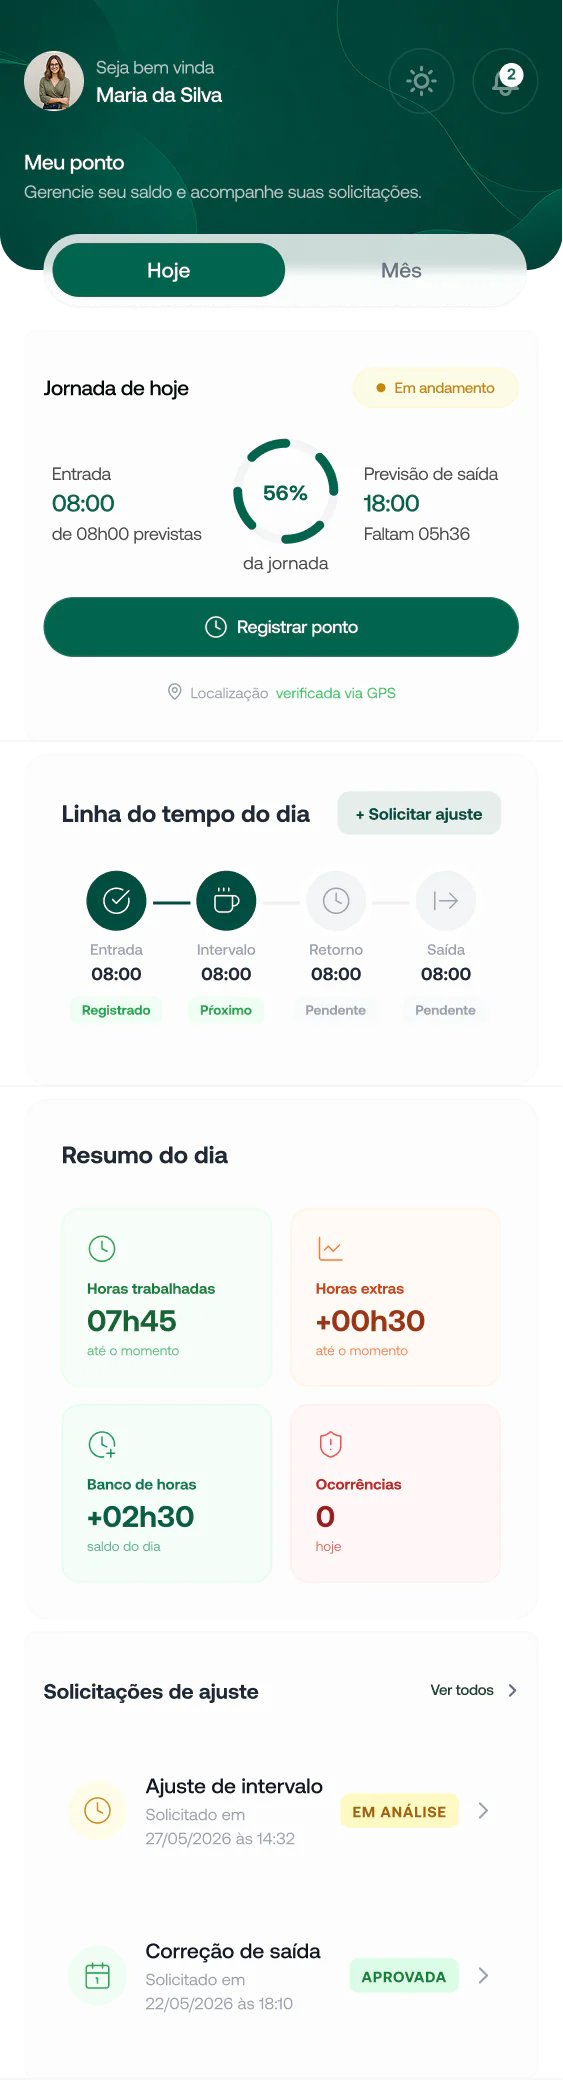 Seja bem vinda
Maria da Silva
2
Meu ponto
Gerencie seu saldo e acompanhe suas solicitações.
Hoje
Mês
Jornada de hoje
Em andamento
Entrada
08:00
de 08h00 previstas
56%
da jornada
Previsão de saída
18:00
Faltam 05h36
Registrar ponto
Localização verificada via GPS
Linha do tempo do dia
+ Solicitar ajuste
Entrada
08:00
Registrado
Intervalo
08:00
Pŕoximo
Retorno
08:00
Pendente
Saída
08:00
Pendente
Resumo do dia
Horas trabalhadas
07h45
até o momento
Horas extras
+00h30
até o momento
Banco de horas
+02h30
saldo do dia
Ocorrências
0
hoje
Solicitações de ajuste
Ver todos
Ajuste de intervalo
Solicitado em
27/05/2026 às 14:32
EM ANÁLISE
1
Correção de saída
Solicitado em
22/05/2026 às 18:10
APROVADA